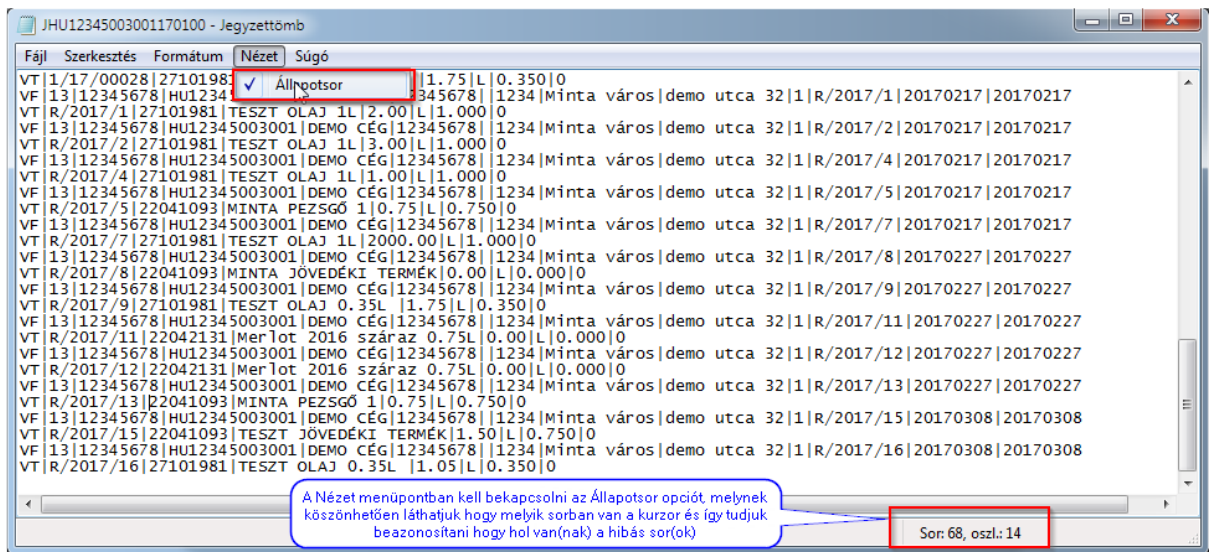 JHU12345003001170100 - Jegyzettömb
Fájl Szerkesztés Formátum Nézet Súgó
✓ Állapotsor
VT|1/17/00028|2710198 |1.75|L|0.350|0
VF|13|12345678|HU1234 345678||1234|Minta város|demo utca 32|1|R/2017/1|20170217|20170217
VT|R/2017/1|27101981|TESZT OLAJ 1L|2.00|L|1.000|0
VF|13|12345678|HU12345003001|DEMO CÉG|12345678||1234|Minta város|demo utca 32|1|R/2017/2|20170217|20170217
VT|R/2017/2|27101981|TESZT OLAJ 1L|3.00|L|1.000|0
VF|13|12345678|HU12345003001|DEMO CÉG|12345678||1234|Minta város|demo utca 32|1|R/2017/4|20170217|20170217
VT|R/2017/4|27101981|TESZT OLAJ 1L|1.00|L|1.000|0
VF|13|12345678|HU12345003001|DEMO CÉG|12345678||1234|Minta város|demo utca 32|1|R/2017/5|20170217|20170217
VT|R/2017/5|22041093|MINTA PEZSGŐ 1|0.75|L|0.750|0
VF|13|12345678|HU12345003001|DEMO CÉG|12345678||1234|Minta város|demo utca 32|1|R/2017/7|20170217|20170217
VT|R/2017/7|27101981|TESZT OLAJ 1L|2000.00|L|1.000|0
VF|13|12345678|HU12345003001|DEMO CÉG|12345678||1234|Minta város|demo utca 32|1|R/2017/8|20170227|20170227
VT|R/2017/8|22041093|MINTA JÖVEDÉKI TERMÉK|0.00|L|0.000|0
VF|13|12345678|HU12345003001|DEMO CÉG|12345678||1234|Minta város|demo utca 32|1|R/2017/9|20170227|20170227
VT|R/2017/9|27101981|TESZT OLAJ 0.35L |1.75|L|0.350|0
VF|13|12345678|HU12345003001|DEMO CÉG|12345678||1234|Minta város|demo utca 32|1|R/2017/11|20170227|20170227
VT|R/2017/11|22042131|Merlot 2016 száraz 0.75L|0.00|L|0.000|0
VF|13|12345678|HU12345003001|DEMO CÉG|12345678||1234|Minta város|demo utca 32|1|R/2017/12|20170227|20170227
VT|R/2017/12|22042131|Merlot 2016 száraz 0.75L|0.00|L|0.000|0
VF|13|12345678|HU12345003001|DEMO CÉG|12345678||1234|Minta város|demo utca 32|1|R/2017/13|20170227|20170227
VT|R/2017/13|22041093|MINTA PEZSGŐ 1|0.75|L|0.750|0
VF|13|12345678|HU12345003001|DEMO CÉG|12345678||1234|Minta város|demo utca 32|1|R/2017/15|20170308|20170308
VT|R/2017/15|22041093|TESZT JÖVEDÉKI TERMÉK|1.50|L|0.750|0
VF|13|12345678|HU12345003001|DEMO CÉG|12345678||1234|Minta város|demo utca 32|1|R/2017/16|20170308|20170308
VT|R/2017/16|27101981|TESZT OLAJ 0.35L |1.05|L|0.350|0
A Nézet menüpontban kell bekapcsolni az Állapotsor opciót, melynek
köszönhetően láthatjuk hogy melyik sorban van a kurzor és így tudjuk
beazonosítani hogy hol van(nak) a hibás sor(ok)
Sor: 68, oszl.: 14